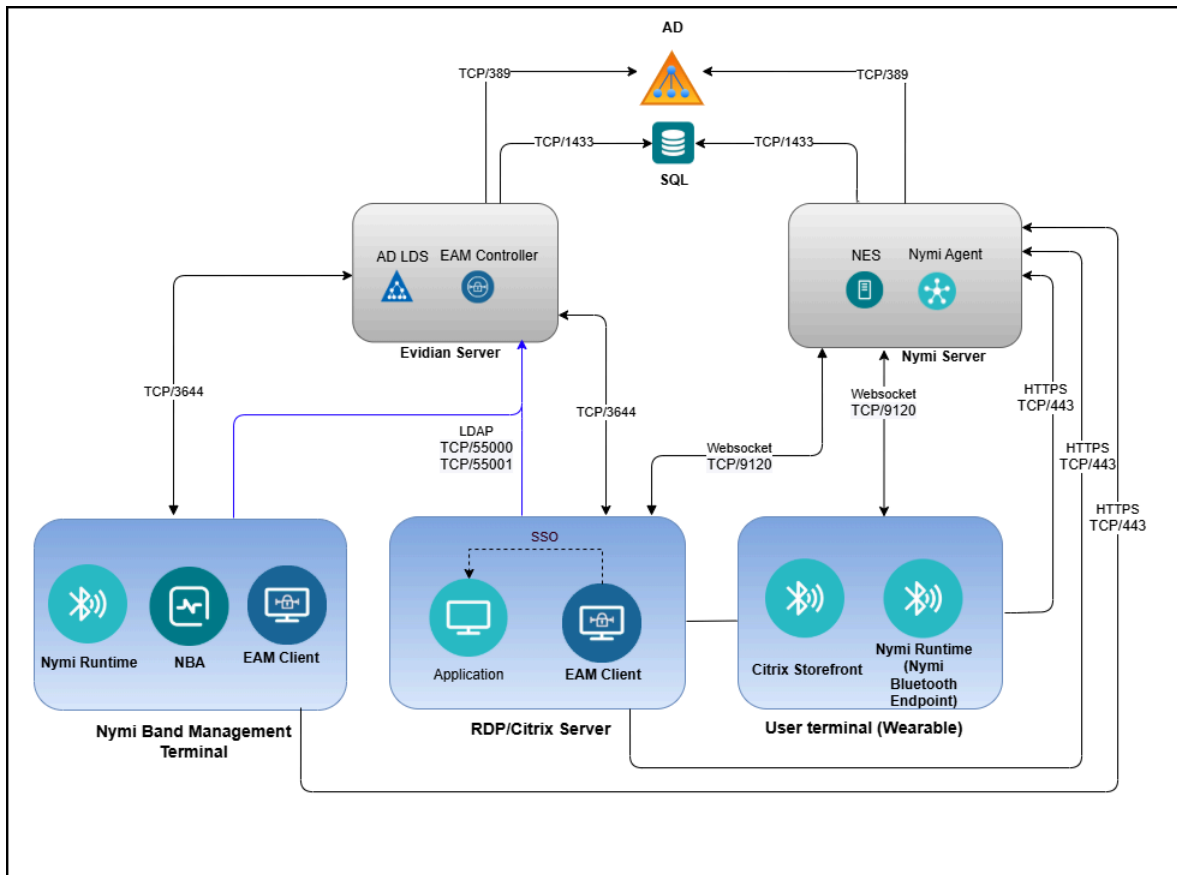 AD
TCP/389
TCP/389
TCP/1433
TCP/1433
SQL
AD LDS
EAM Controller
NES
Nymi Agent
Evidian Server
Nymi Server
TCP/3644
TCP/3644
LDAP
TCP/55000
TCP/55001
Websocket
TCP/9120
Websocket
TCP/9120
HTTPS
TCP/443
HTTPS
TCP/443
HTTPS
TCP/443
SSO
Nymi Runtime
NBA
EAM Client
Application
EAM Client
Citrix Storefront
Nymi Runtime
(Nymi
Bluetooth
Endpoint)
Nymi Band Management
Terminal
RDP/Citrix Server
User terminal (Wearable)